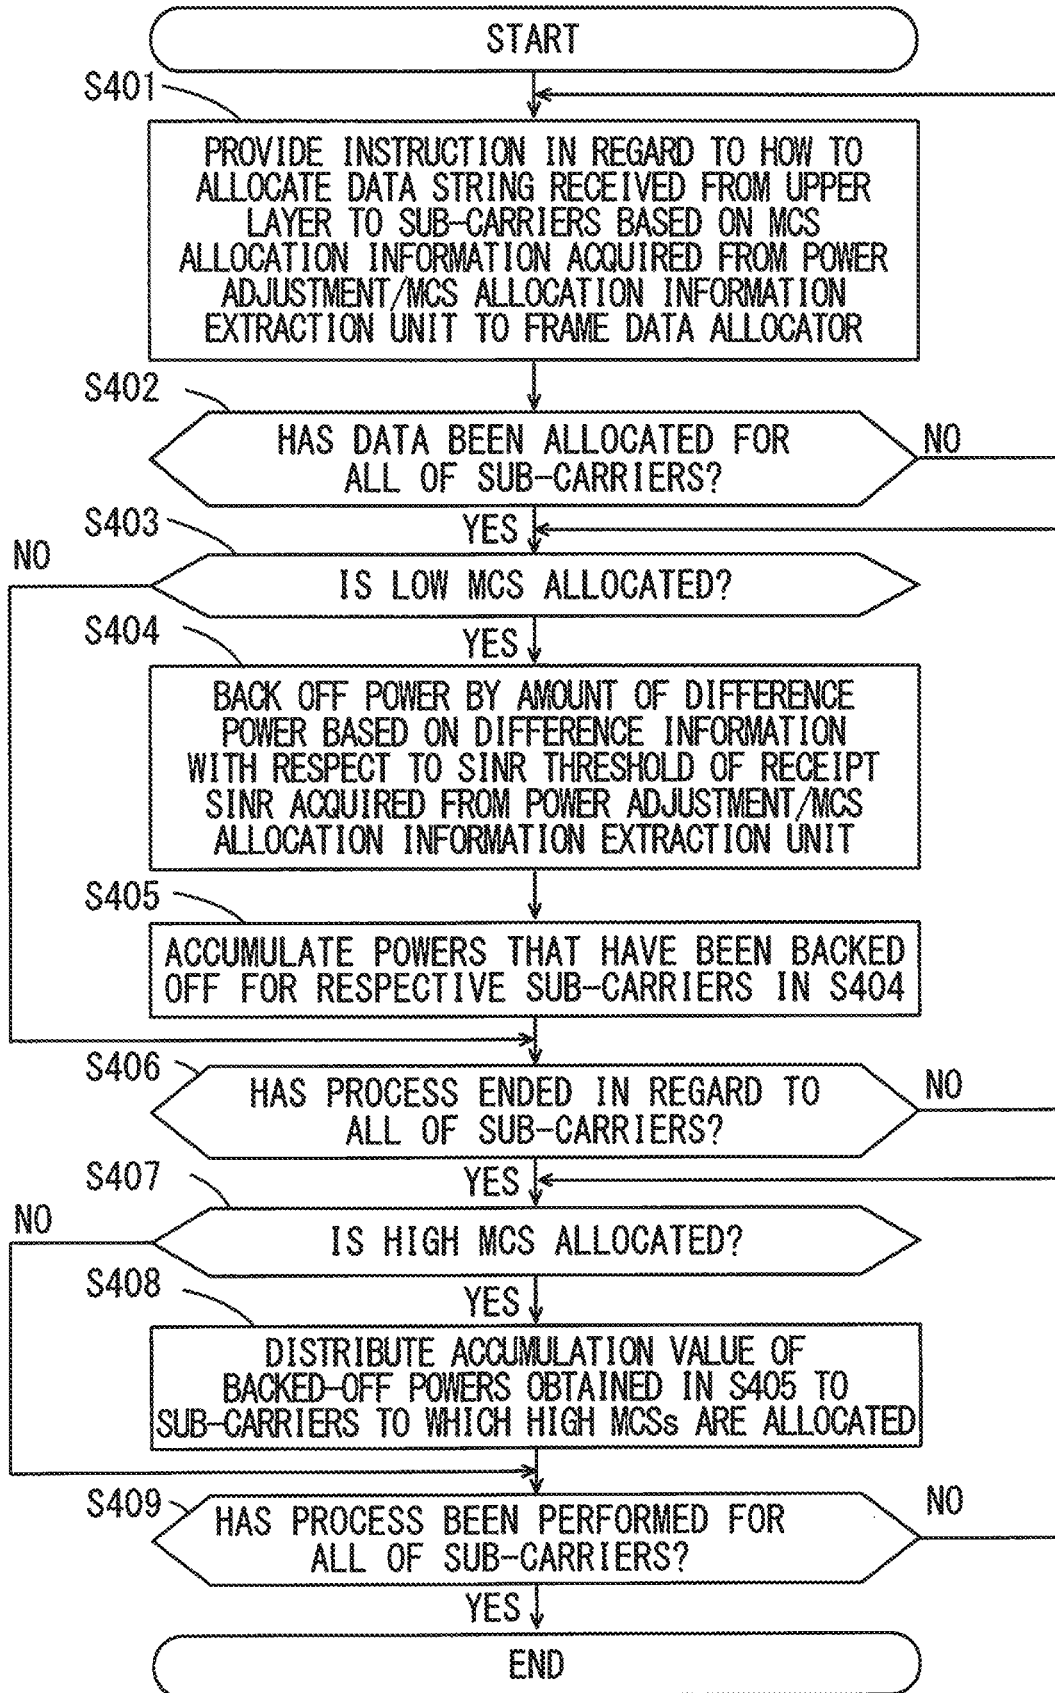 START
S401
PROVIDE INSTRUCTION IN REGARD TO HOW TO
ALLOCATE DATA STRING RECEIVED FROM UPPER
LAYER TO SUB-CARRIERS BASED ON MCS
ALLOCATION INFORMATION ACQUIRED FROM POWER
ADJUSTMENT/MCS ALLOCATION INFORMATION
EXTRACTION UNIT TO FRAME DATA ALLOCATOR
S402
HAS DATA BEEN ALLOCATED FOR
ALL OF SUB-CARRIERS?
NO
YES
S403
NO
IS LOW MCS ALLOCATED?
YES
S404
BACK OFF POWER BY AMOUNT OF DIFFERENCE
POWER BASED ON DIFFERENCE INFORMATION
WITH RESPECT TO SINR THRESHOLD OF RECEIPT
SINR ACQUIRED FROM POWER ADJUSTMENT/MCS
ALLOCATION INFORMATION EXTRACTION UNIT
S405
ACCUMULATE POWERS THAT HAVE BEEN BACKED
OFF FOR RESPECTIVE SUB-CARRIERS IN S404
S406
HAS PROCESS ENDED IN REGARD TO
ALL OF SUB-CARRIERS?
NO
YES
S407
NO
IS HIGH MCS ALLOCATED?
YES
S408
DISTRIBUTE ACCUMULATION VALUE OF
BACKED-OFF POWERS OBTAINED IN S405 TO
SUB-CARRIERS TO WHICH HIGH MCSs ARE ALLOCATED
S409
HAS PROCESS BEEN PERFORMED FOR
ALL OF SUB-CARRIERS?
NO
YES
END